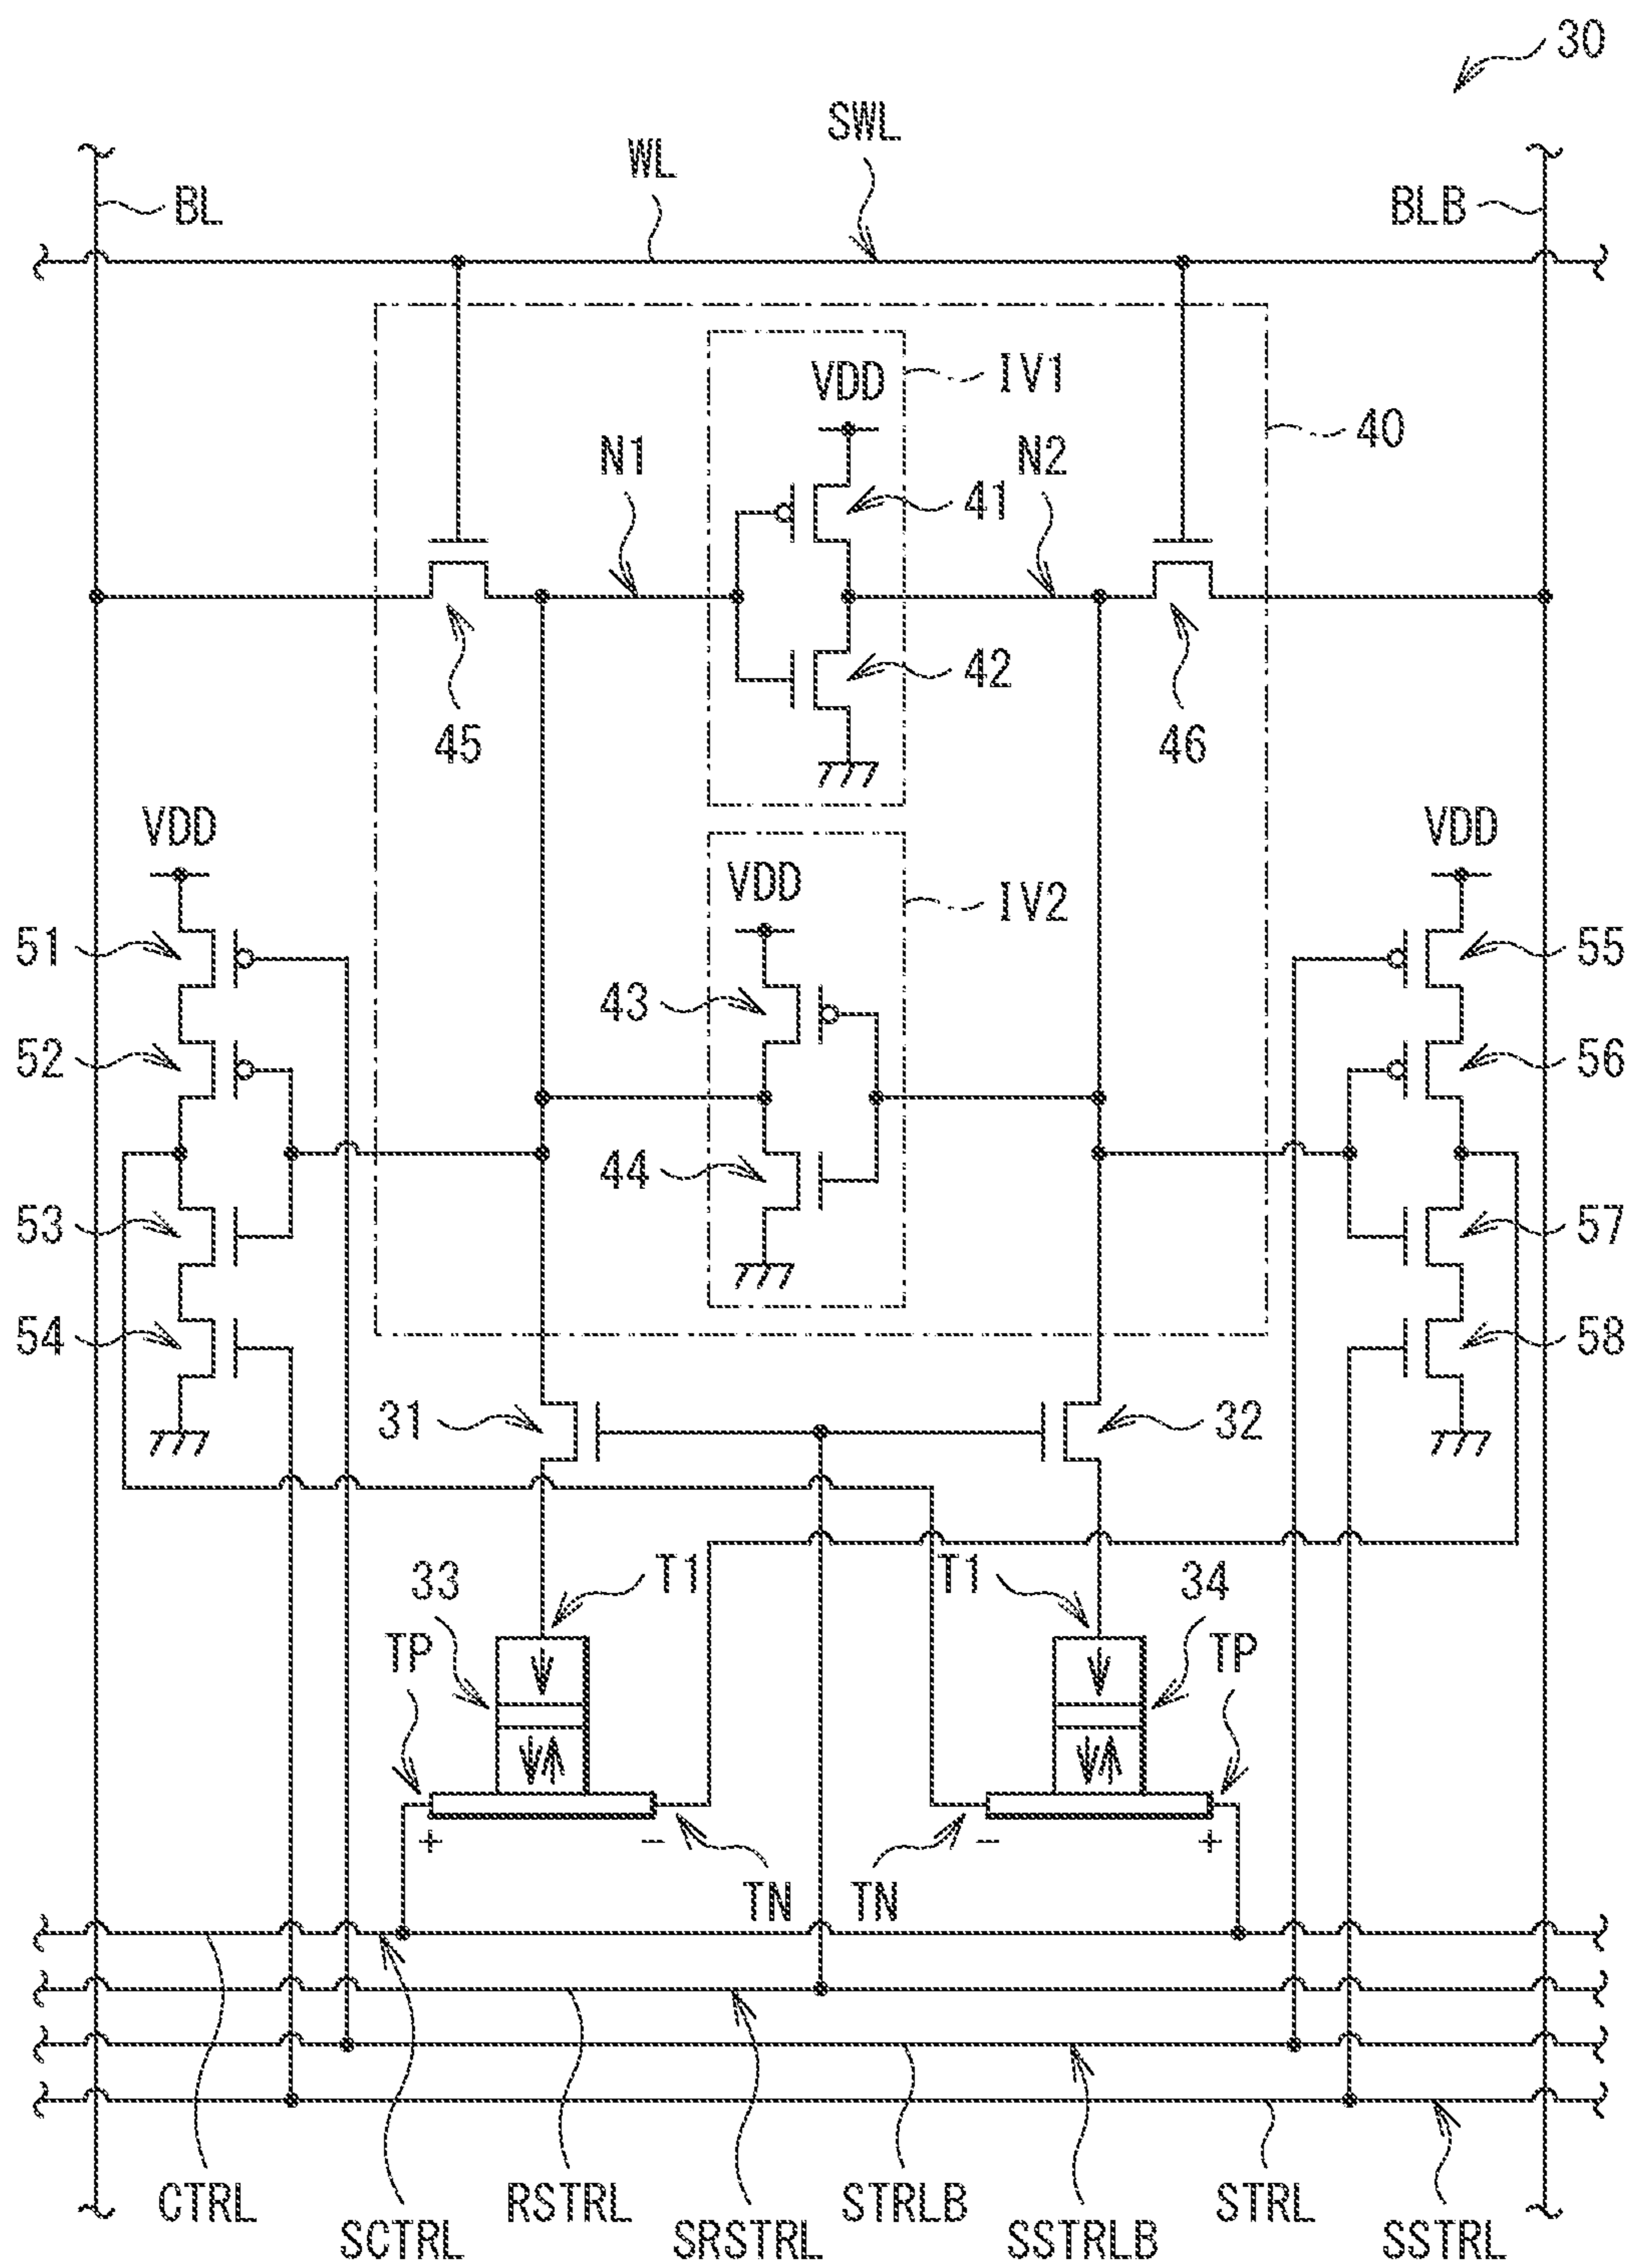 30
SWL
WL
BL
BLB
IV1
VDD
40
N1
N2
41
42
45
46
VDD
VDD
VDD
IV2
51
55
43
52
56
44
53
57
54
58
31
32
33
T1
T1
34
TP
TP
+
−
−
+
TN
TN
CTRL
RSTRL
STRLB
STRL
SCTRL
SRSTRL
SSTRLB
SSTRL